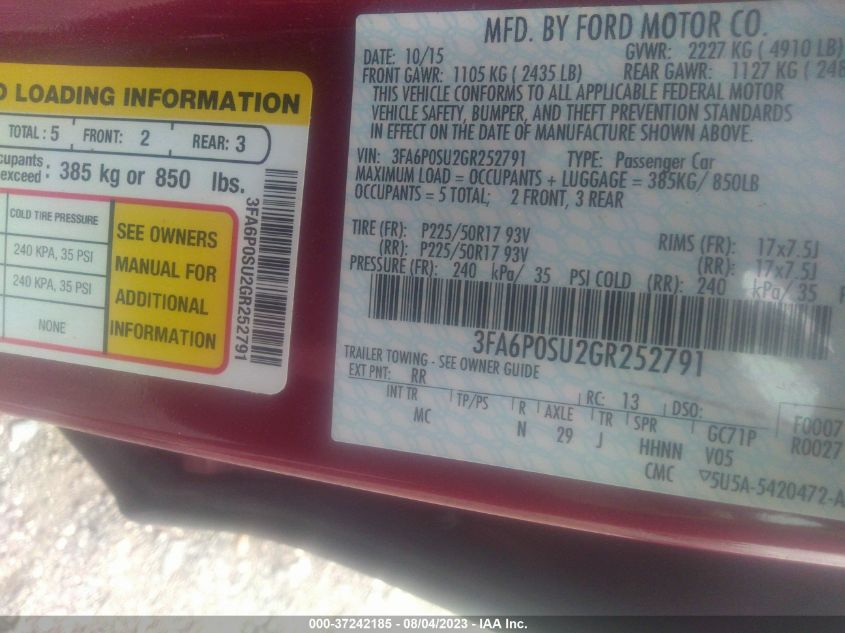 D LOADING INFORMATION
TOTAL: 5 FRONT: 2 REAR: 3
cupants
exceed: 385 kg or 850 lbs.
COLD TIRE PRESSURE
240 KPA, 35 PSI
240 KPA, 35 PSI
NONE
SEE OWNERS
MANUAL FOR
ADDITIONAL
INFORMATION
3FA6P0SU2GR252791
MFD. BY FORD MOTOR CO.
DATE: 10/15 GVWR: 2227 KG ( 4910 LB)
FRONT GAWR: 1105 KG ( 2435 LB) REAR GAWR: 1127 KG ( 248
THIS VEHICLE CONFORMS TO ALL APPLICABLE FEDERAL MOTOR
VEHICLE SAFETY, BUMPER, AND THEFT PREVENTION STANDARDS
IN EFFECT ON THE DATE OF MANUFACTURE SHOWN ABOVE.
VIN: 3FA6P0SU2GR252791 TYPE: Passenger Car
MAXIMUM LOAD = OCCUPANTS + LUGGAGE = 385KG/ 850LB
OCCUPANTS = 5 TOTAL; 2 FRONT, 3 REAR
TIRE (FR): P225/50R17 93V RIMS (FR): 17x7.5J
(RR): P225/50R17 93V (RR): 17x7.5J
PRESSURE (FR): 240 kPa/ 35 PSI COLD (RR): 240 kPa/ 35 P
3FA6P0SU2GR252791
TRAILER TOWING - SEE OWNER GUIDE
EXT PNT: RR RC: 13 DSO:
INT TR TP/PS R AXLE TR SPR GC71P F0007
MC N 29 J HHNN V05 R0027
CMC ▽5U5A-5420472-A
000-37242185 - 08/04/2023 - IAA Inc.